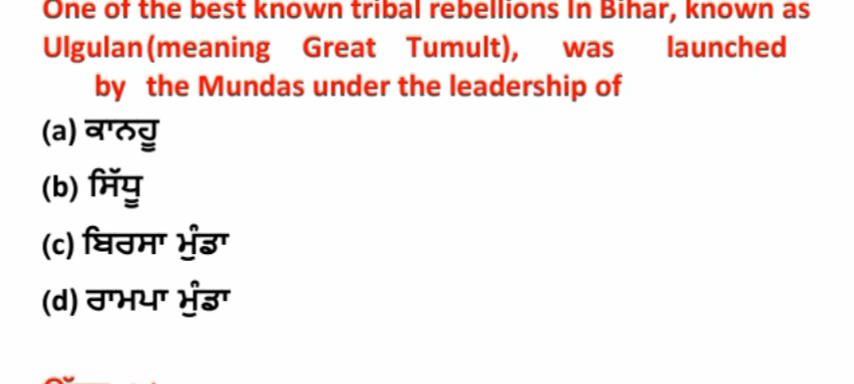 One of the best known tribal rebellions In Bihar, known as
Ulgulan (meaning Great Tumult), was launched
by the Mundas under the leadership of
(a) ਕਾਨਹੂ
(b) ਸਿੱਧੂ
(c) ਬਿਰਸਾ ਮੁੰਡਾ
(d) ਰਾਮਪਾ ਮੁੰਡਾ